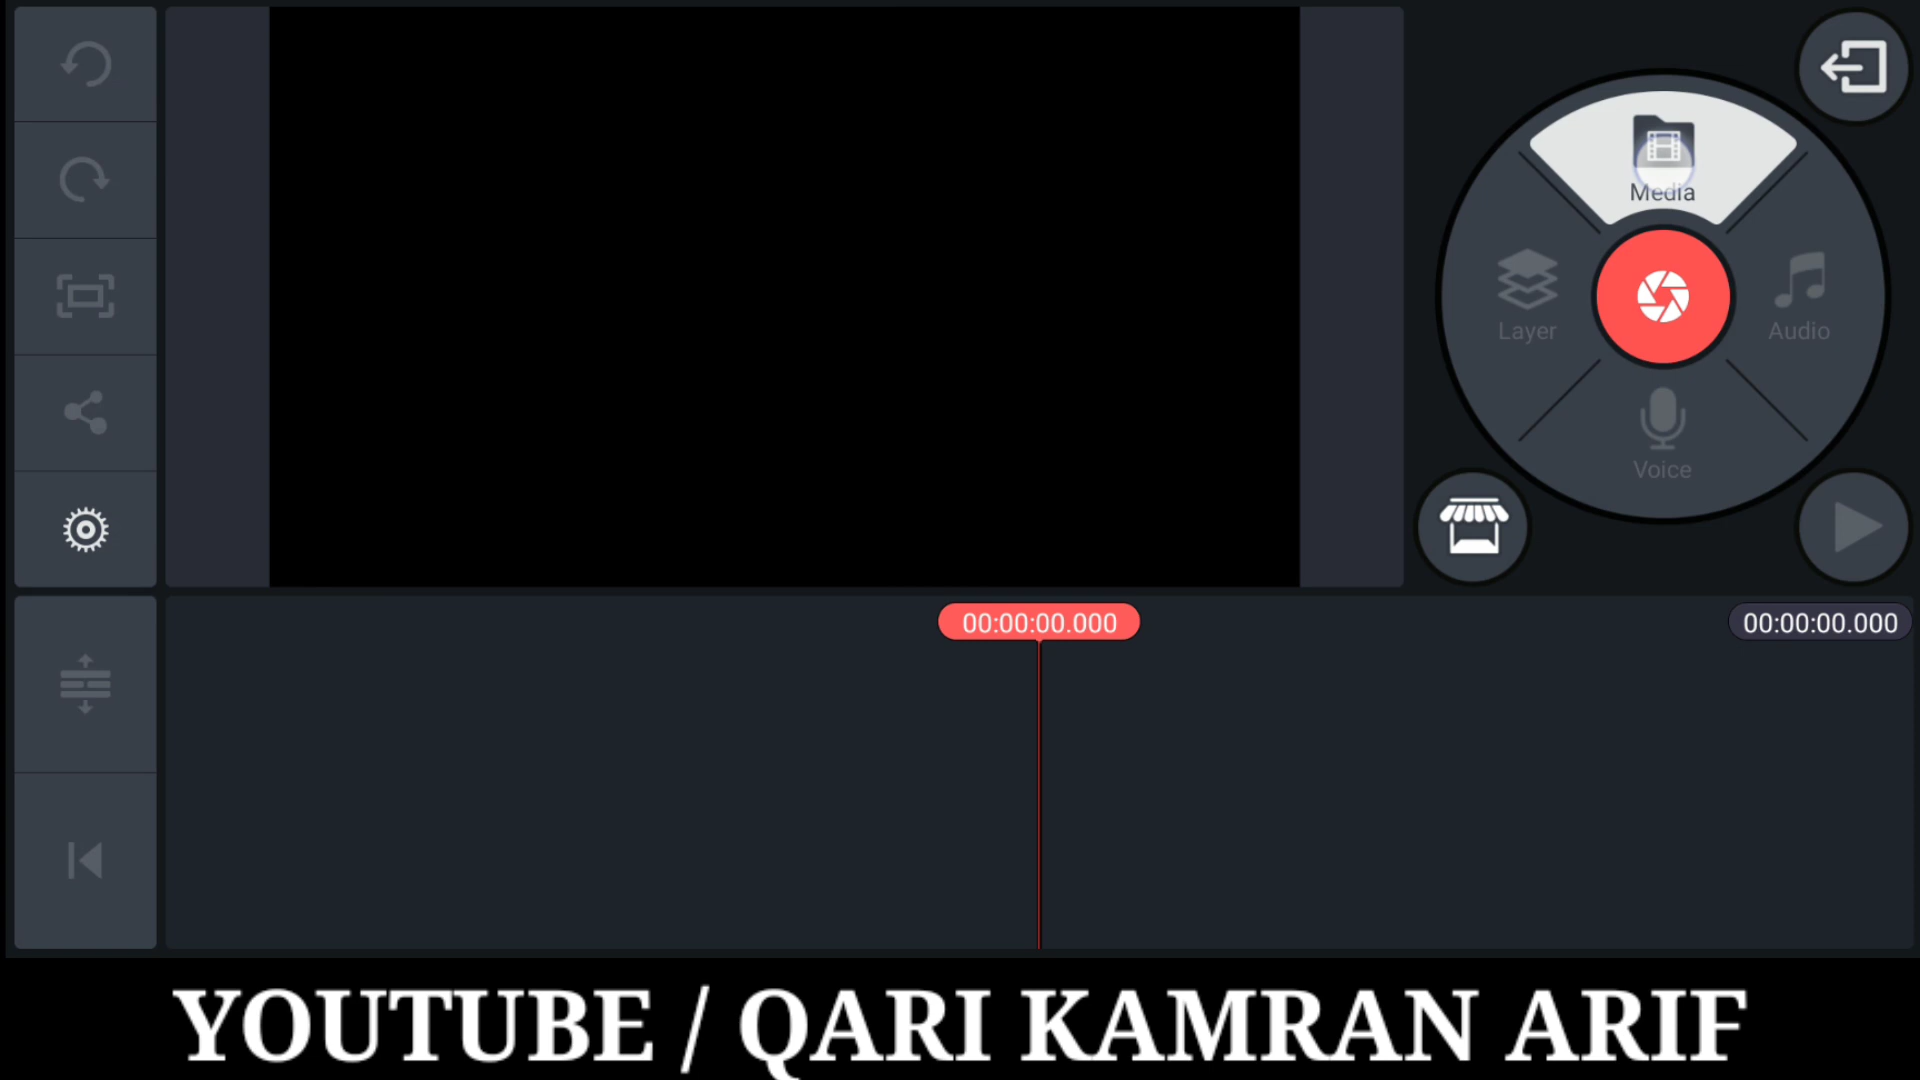 Media
Layer
Audio
Voice
00:00:00.000
00:00:00.000
YOUTUBE / QARI KAMRAN ARIF